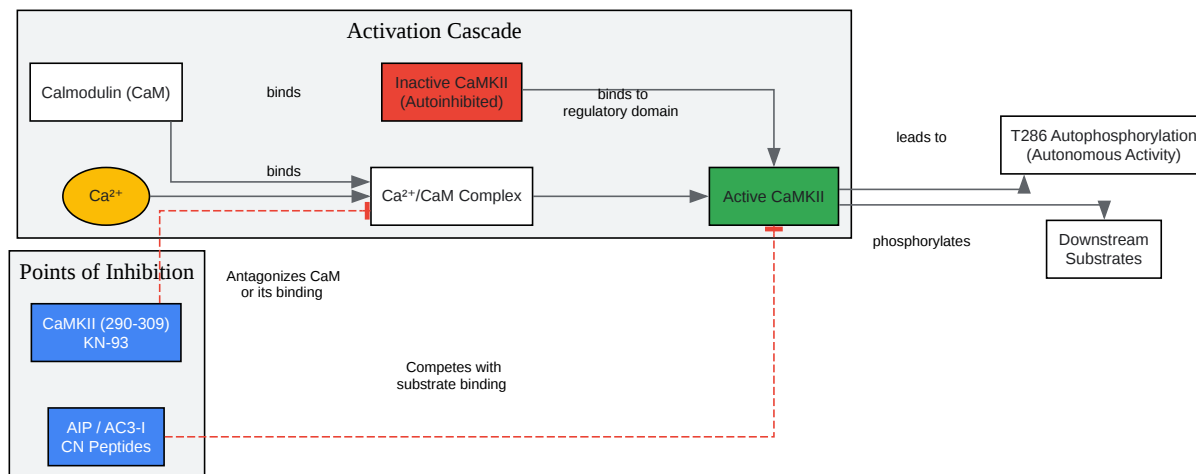 Activation Cascade
Calmodulin (CaM)
binds
Inactive CaMKII
(Autoinhibited)
binds to
regulatory domain
leads to
T286 Autophosphorylation
(Autonomous Activity)
binds
Ca²⁺
Ca²⁺/CaM Complex
Active CaMKII
phosphorylates
Downstream
Substrates
Points of Inhibition
Antagonizes CaM
or its binding
CaMKII (290-309)
KN-93
Competes with
substrate binding
AIP / AC3-I
CN Peptides